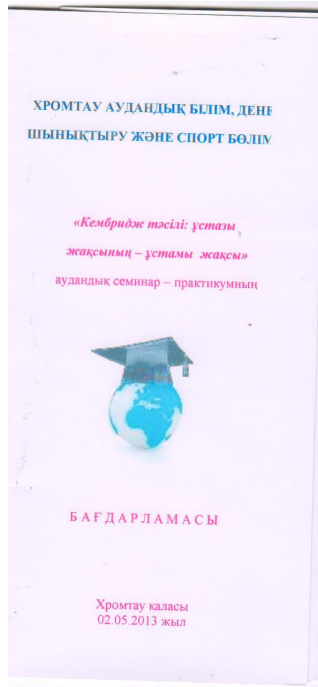 ХРОМТАУ АУДАНДЫҚ БІЛІМ, ДЕНЕ
ШЫНЫҚТЫРУ ЖӘНЕ СПОРТ БӨЛІМ
«Кембридж тәсілі: ұстазы
жақсының – ұстамы жақсы»
аудандық семинар – практикумның
БАҒДАРЛАМАСЫ
Хромтау қаласы
02.05.2013 жыл